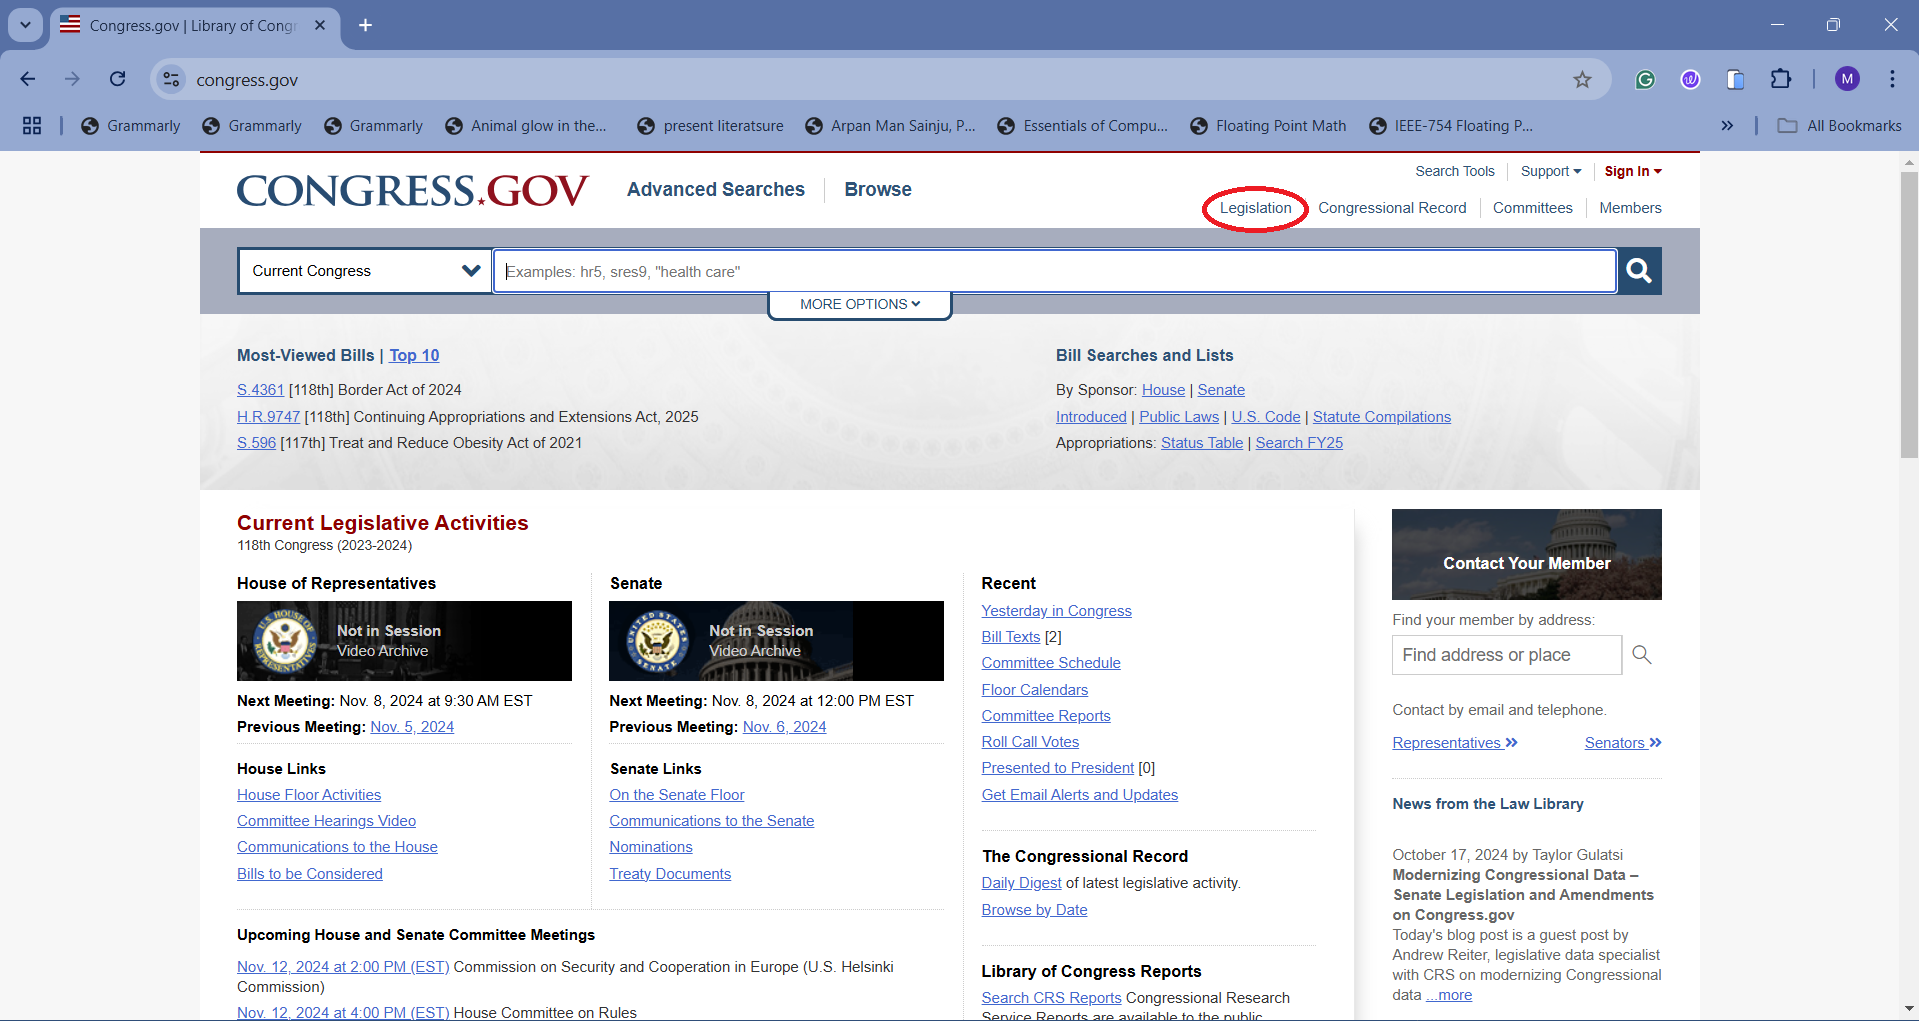 Congress.gov | Library of Congr
congress.gov
Grammarly
Grammarly
Grammarly
Animal glow in the...
present literatsure
Arpan Man Sainju, P...
Essentials of Compu...
Floating Point Math
IEEE-754 Floating P...
All Bookmarks
M
CONGRESS.GOV
Advanced Searches
Browse
Search Tools
Support
Sign In
Legislation
Congressional Record
Committees
Members
Current Congress
Examples: hr5, sres9, "health care"
MORE OPTIONS
Most-Viewed Bills | Top 10
S.4361 [118th] Border Act of 2024
H.R.9747 [118th] Continuing Appropriations and Extensions Act, 2025
S.596 [117th] Treat and Reduce Obesity Act of 2021
Bill Searches and Lists
By Sponsor: House | Senate
Introduced | Public Laws | U.S. Code | Statute Compilations
Appropriations: Status Table | Search FY25
Current Legislative Activities
118th Congress (2023-2024)
House of Representatives
U.S. HOUSE OF REPRESENTATIVES
Not in Session
Video Archive
Next Meeting: Nov. 8, 2024 at 9:30 AM EST
Previous Meeting: Nov. 5, 2024
House Links
House Floor Activities
Committee Hearings Video
Communications to the House
Bills to be Considered
Senate
UNITED STATES SENATE
Not in Session
Video Archive
Next Meeting: Nov. 8, 2024 at 12:00 PM EST
Previous Meeting: Nov. 6, 2024
Senate Links
On the Senate Floor
Communications to the Senate
Nominations
Treaty Documents
Upcoming House and Senate Committee Meetings
Nov. 12, 2024 at 2:00 PM (EST) Commission on Security and Cooperation in Europe (U.S. Helsinki
Commission)
Nov. 12, 2024 at 4:00 PM (EST) House Committee on Rules
Recent
Yesterday in Congress
Bill Texts [2]
Committee Schedule
Floor Calendars
Committee Reports
Roll Call Votes
Presented to President [0]
Get Email Alerts and Updates
The Congressional Record
Daily Digest of latest legislative activity.
Browse by Date
Library of Congress Reports
Search CRS Reports Congressional Research
Service Reports are available to the public
Contact Your Member
Find your member by address:
Find address or place
Contact by email and telephone.
Representatives
Senators
News from the Law Library
October 17, 2024 by Taylor Gulatsi
Modernizing Congressional Data –
Senate Legislation and Amendments
on Congress.gov
Today's blog post is a guest post by
Andrew Reiter, legislative data specialist
with CRS on modernizing Congressional
data ...more